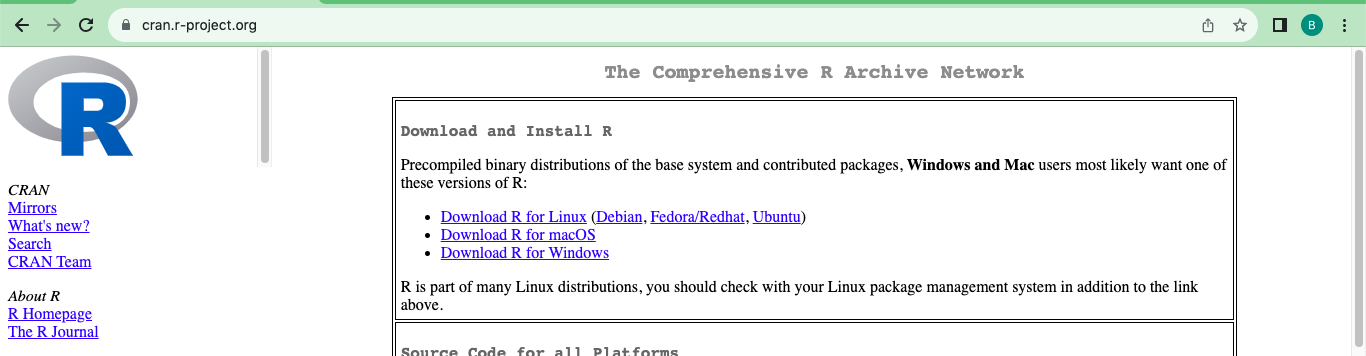 cran.r-project.org
B
R
The Comprehensive R Archive Network
Download and Install R
Precompiled binary distributions of the base system and contributed packages, Windows and Mac users most likely want one of
these versions of R:
Download R for Linux (Debian, Fedora/Redhat, Ubuntu)
Download R for macOS
Download R for Windows
R is part of many Linux distributions, you should check with your Linux package management system in addition to the link
above.
Source Code for all Platforms
CRAN
Mirrors
What's new?
Search
CRAN Team
About R
R Homepage
The R Journal